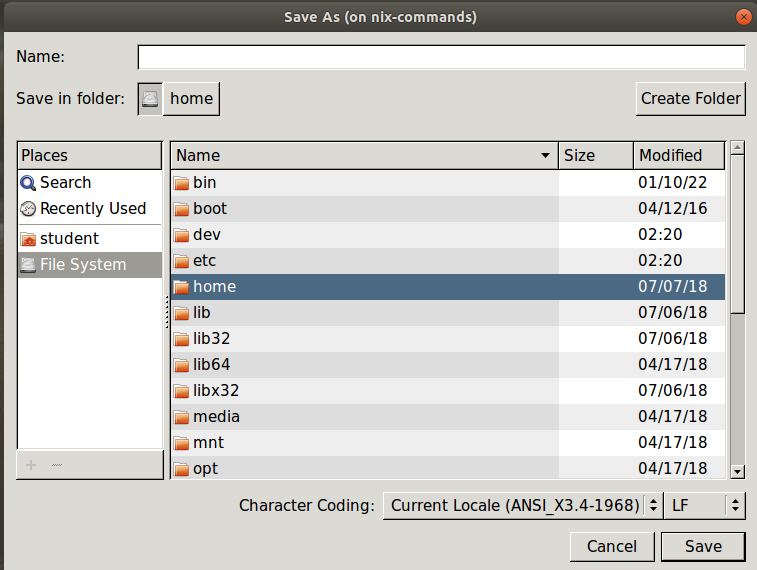 Save As (on nix-commands)
Name:
Save in folder: home Create Folder
Places Name Size Modified
Search bin 01/10/22
Recently Used boot 04/12/16
student dev 02:20
File System etc 02:20
home 07/07/18
lib 07/06/18
lib32 07/06/18
lib64 04/17/18
libx32 07/06/18
media 04/17/18
mnt 04/17/18
opt 04/17/18
Character Coding: Current Locale (ANSI_X3.4-1968) LF
Cancel Save